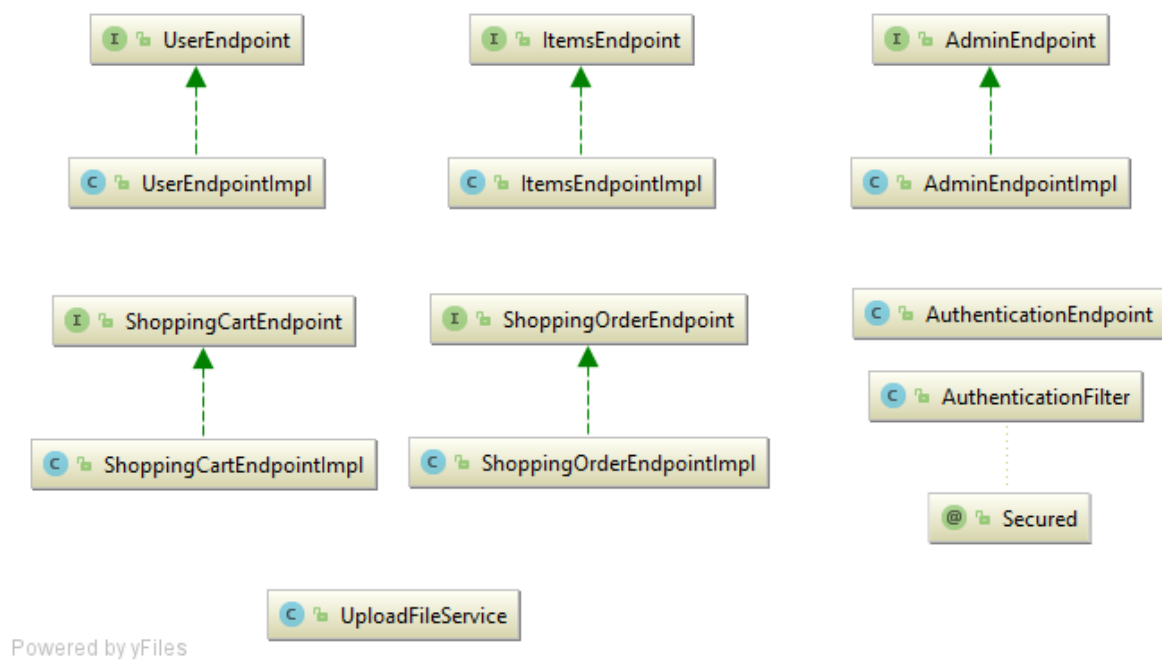 I UserEndpoint
I ItemsEndpoint
I AdminEndpoint
C UserEndpointImpl
C ItemsEndpointImpl
C AdminEndpointImpl
I ShoppingCartEndpoint
I ShoppingOrderEndpoint
C AuthenticationEndpoint
C AuthenticationFilter
C ShoppingCartEndpointImpl
C ShoppingOrderEndpointImpl
@ Secured
C UploadFileService
Powered by yFiles